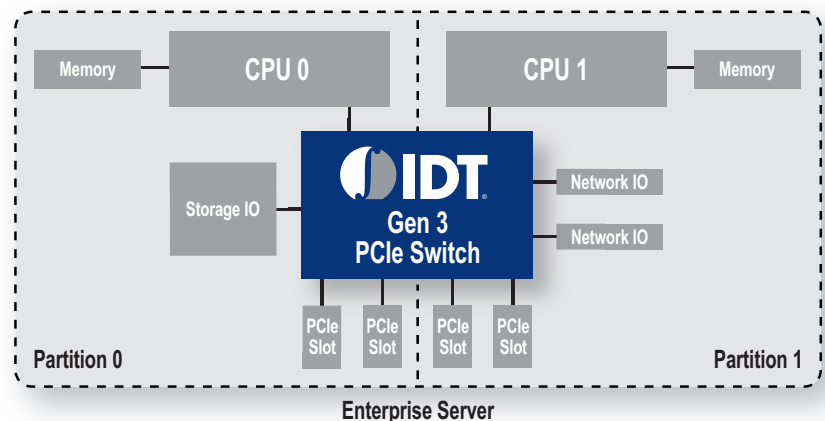 Memory
CPU 0
CPU 1
Memory
IDT®
Gen 3
PCIe Switch
Storage IO
Network IO
Network IO
PCIe
Slot
PCIe
Slot
PCIe
Slot
PCIe
Slot
Partition 0
Partition 1
Enterprise Server